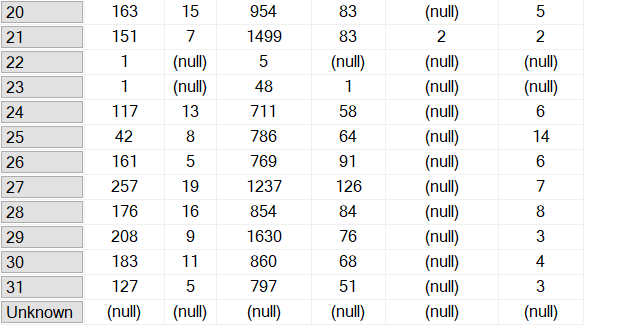 20 163 15 954 83 (null) 5
21 151 7 1499 83 2 2
22 1 (null) 5 (null) (null) (null)
23 1 (null) 48 1 (null) (null)
24 117 13 711 58 (null) 6
25 42 8 786 64 (null) 14
26 161 5 769 91 (null) 6
27 257 19 1237 126 (null) 7
28 176 16 854 84 (null) 8
29 208 9 1630 76 (null) 3
30 183 11 860 68 (null) 4
31 127 5 797 51 (null) 3
Unknown (null) (null) (null) (null) (null) (null)